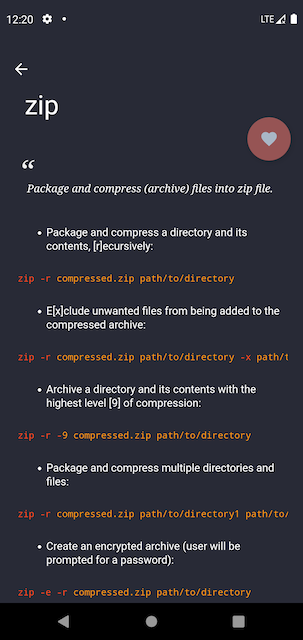 12:20
LTE
zip
“
Package and compress (archive) files into zip file.
• Package and compress a directory and its
contents, [r]ecursively:
zip -r compressed.zip path/to/directory
• E[x]clude unwanted files from being added to the
compressed archive:
zip -r compressed.zip path/to/directory -x path/t
• Archive a directory and its contents with the
highest level [9] of compression:
zip -r -9 compressed.zip path/to/directory
• Package and compress multiple directories and
files:
zip -r compressed.zip path/to/directory1 path/to/
• Create an encrypted archive (user will be
prompted for a password):
zip -e -r compressed.zip path/to/directory